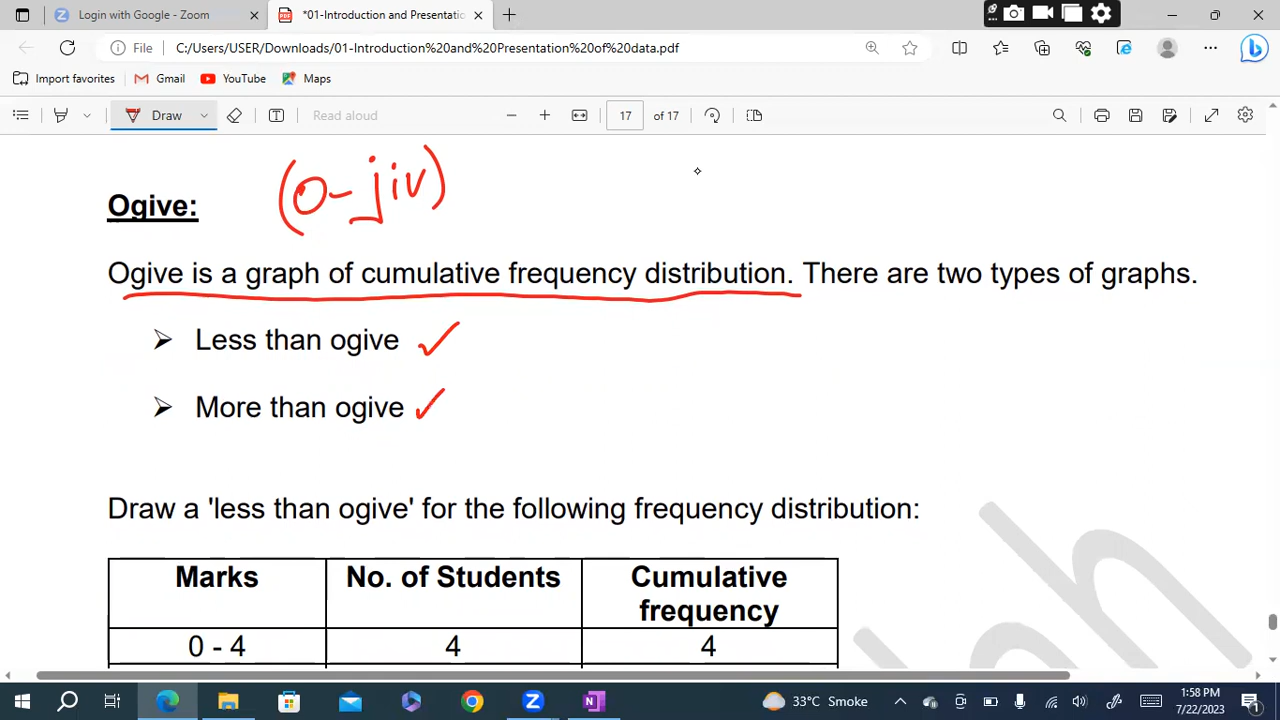 Login with Google - Zoom
*01-Introduction and Presentatio
File
C:/Users/USER/Downloads/01-Introduction%20and%20Presentation%20of%20data.pdf
Import favorites
Gmail
YouTube
Maps
Draw
Read aloud
17 of 17
Ogive: (O-jiv)
Ogive is a graph of cumulative frequency distribution. There are two types of graphs.
➢ Less than ogive ✓
➢ More than ogive ✓
Draw a 'less than ogive' for the following frequency distribution:
Marks No. of Students Cumulative
frequency
0 - 4 4 4
33°C Smoke
1:58 PM
7/22/2023